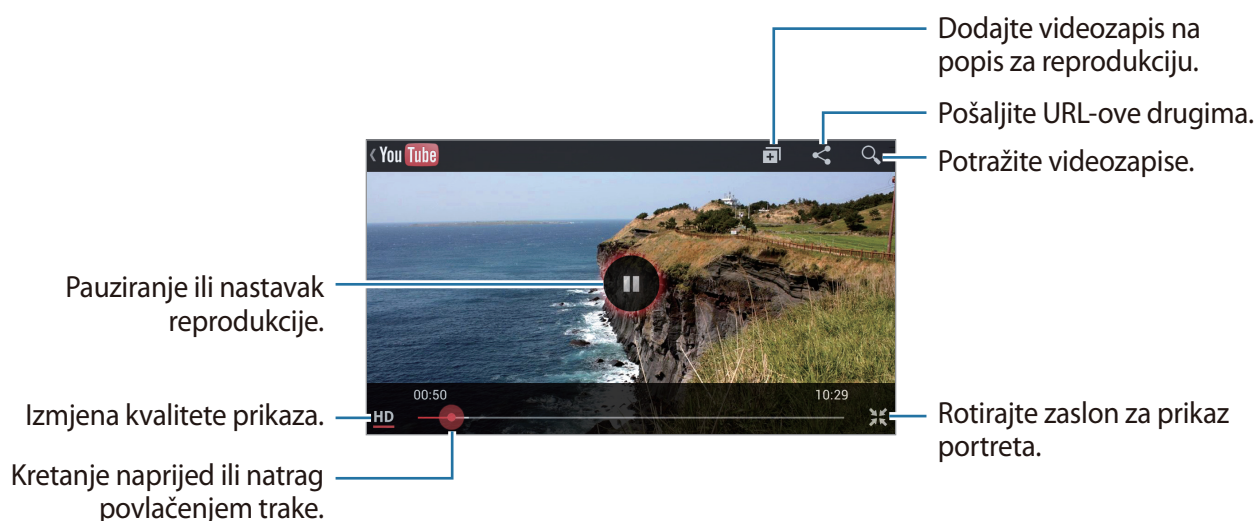 Dodajte videozapis na
popis za reprodukciju.
Pošaljite URL-ove drugima.
You Tube
Potražite videozapise.
Pauziranje ili nastavak
reprodukcije.
00:50
10:29
Izmjena kvalitete prikaza.
HD
Rotirajte zaslon za prikaz
portreta.
Kretanje naprijed ili natrag
povlačenjem trake.